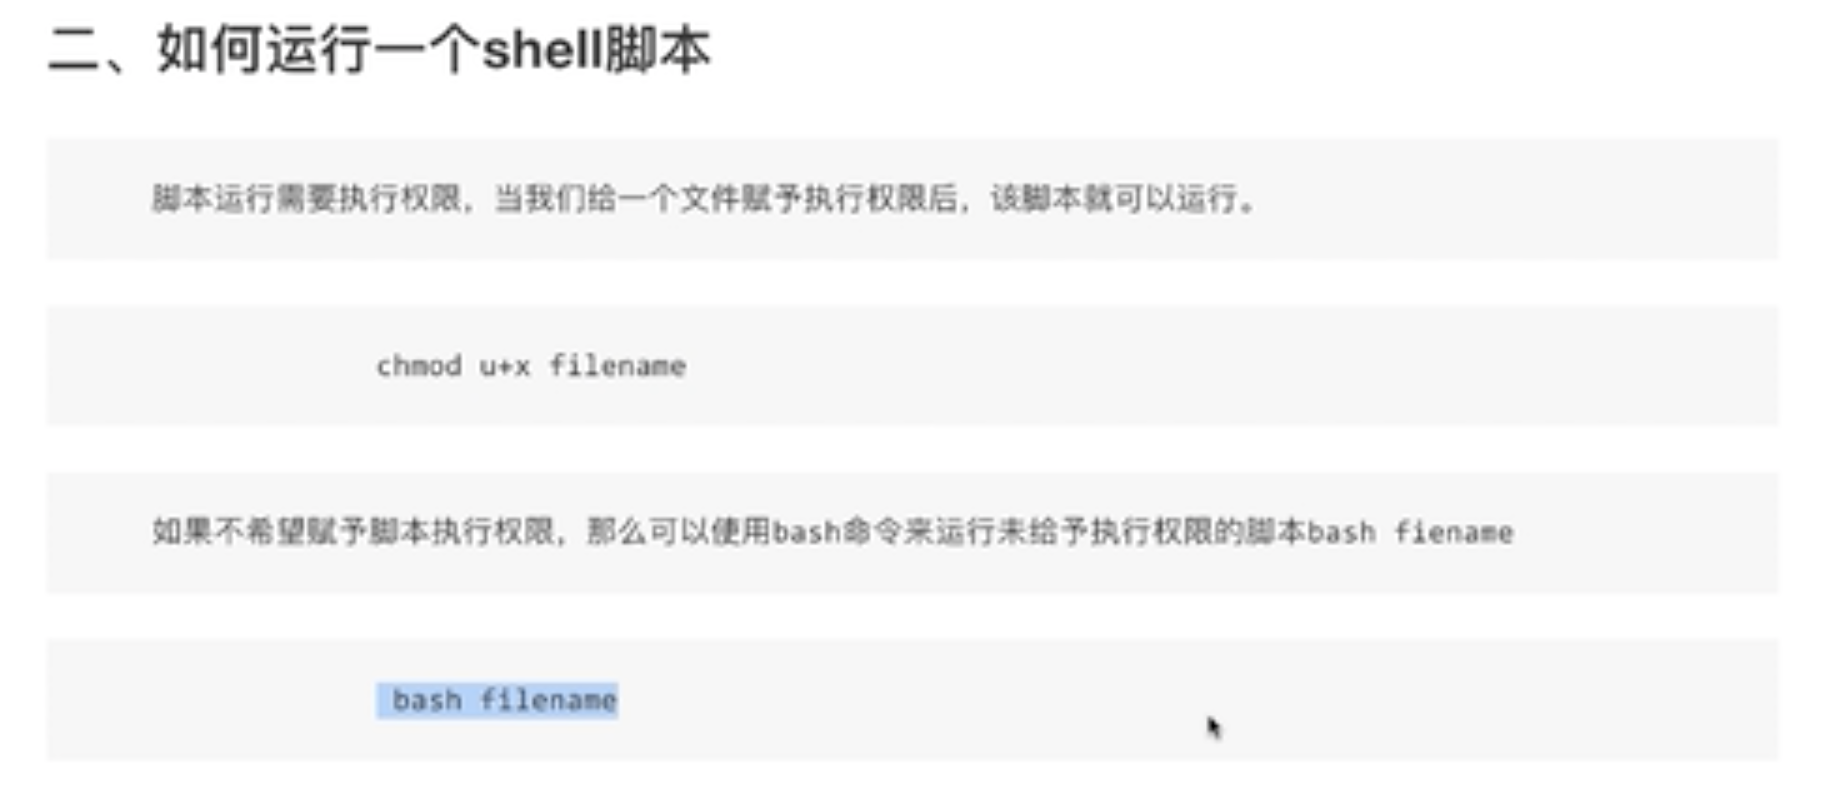 二、如何运行一个shell脚本
脚本运行需要执行权限，当我们给一个文件赋予执行权限后，该脚本就可以运行。
chmod u+x filename
如果不希望赋予脚本执行权限，那么可以使用bash命令来运行未给予执行权限的脚本bash fiename
bash filename